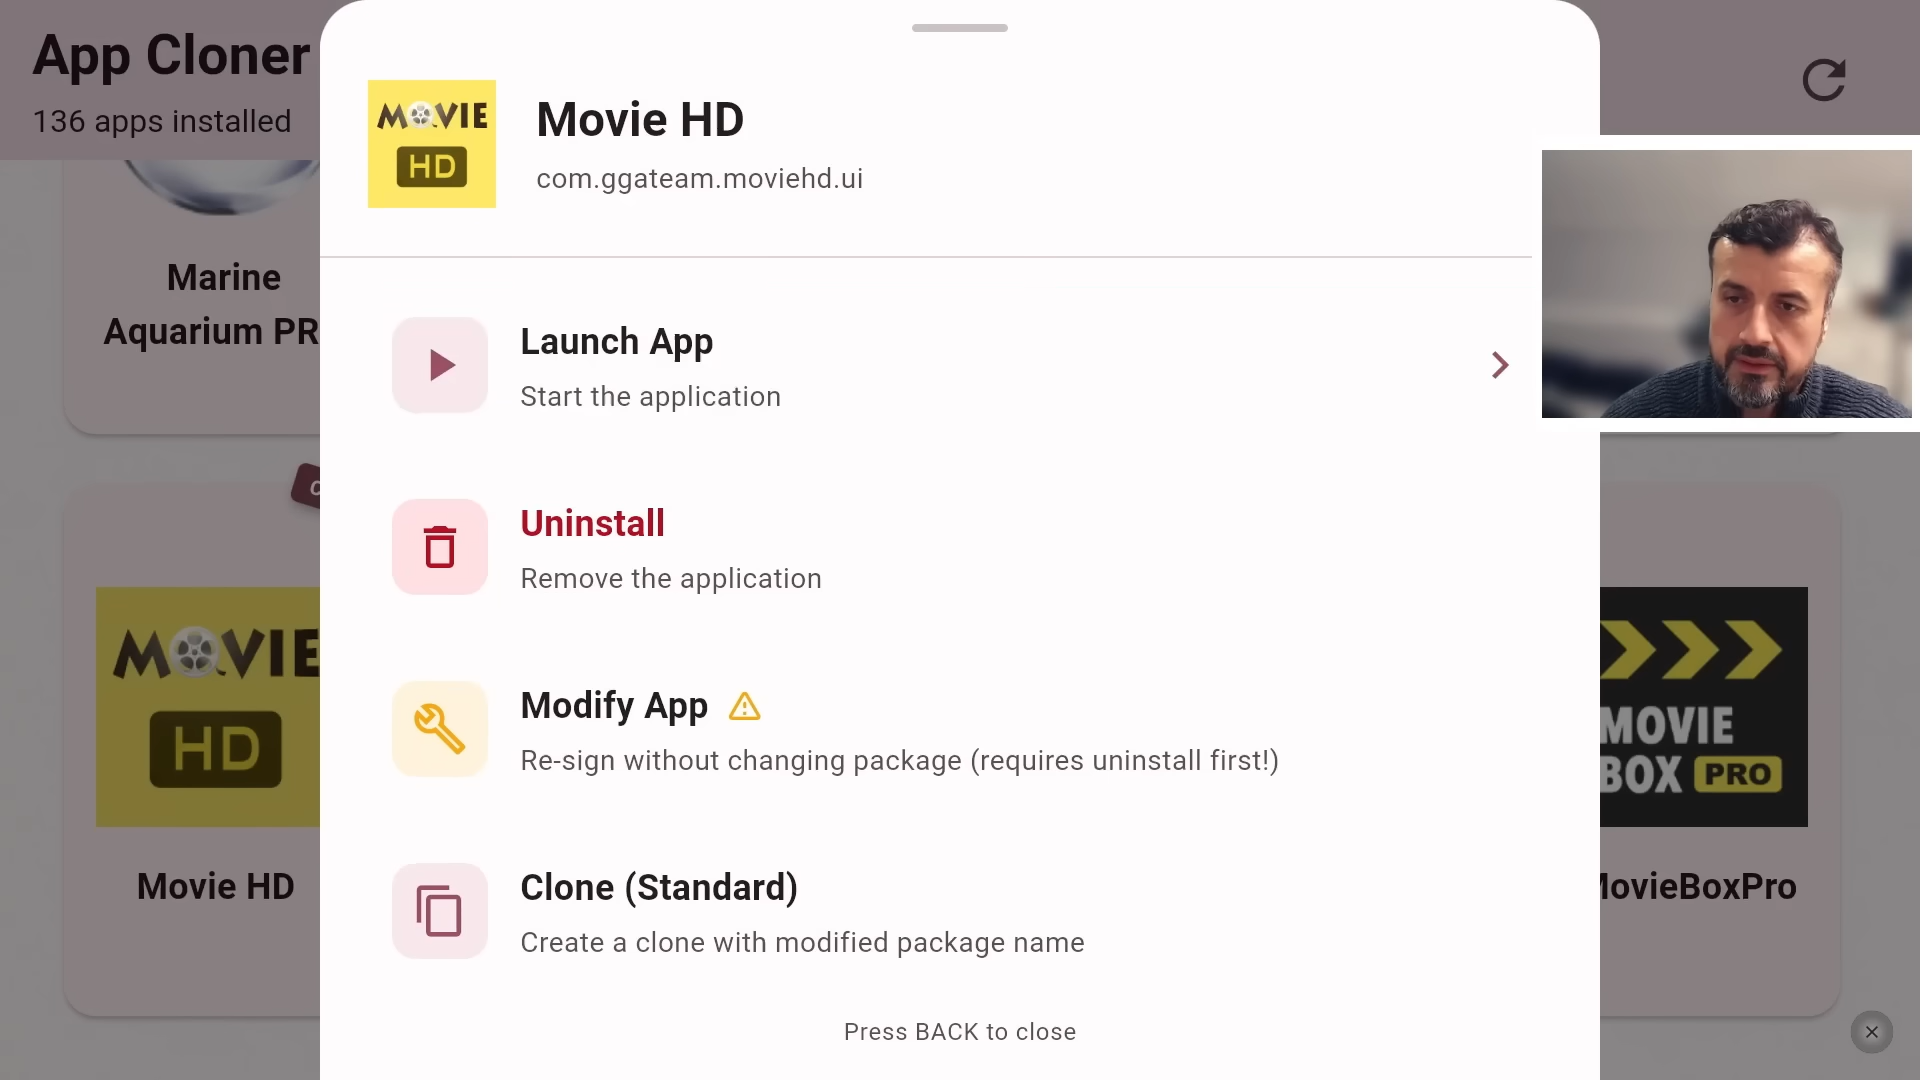 App Cloner
136 apps installed
MOVIE
HD
Movie HD
com.ggateam.moviehd.ui
Marine
Aquarium PR
Launch App
Start the application
Uninstall
Remove the application
MOVIE
HD
Movie HD
Modify App
Re-sign without changing package (requires uninstall first!)
Clone (Standard)
Create a clone with modified package name
MOVIE
BOX PRO
MovieBoxPro
Press BACK to close